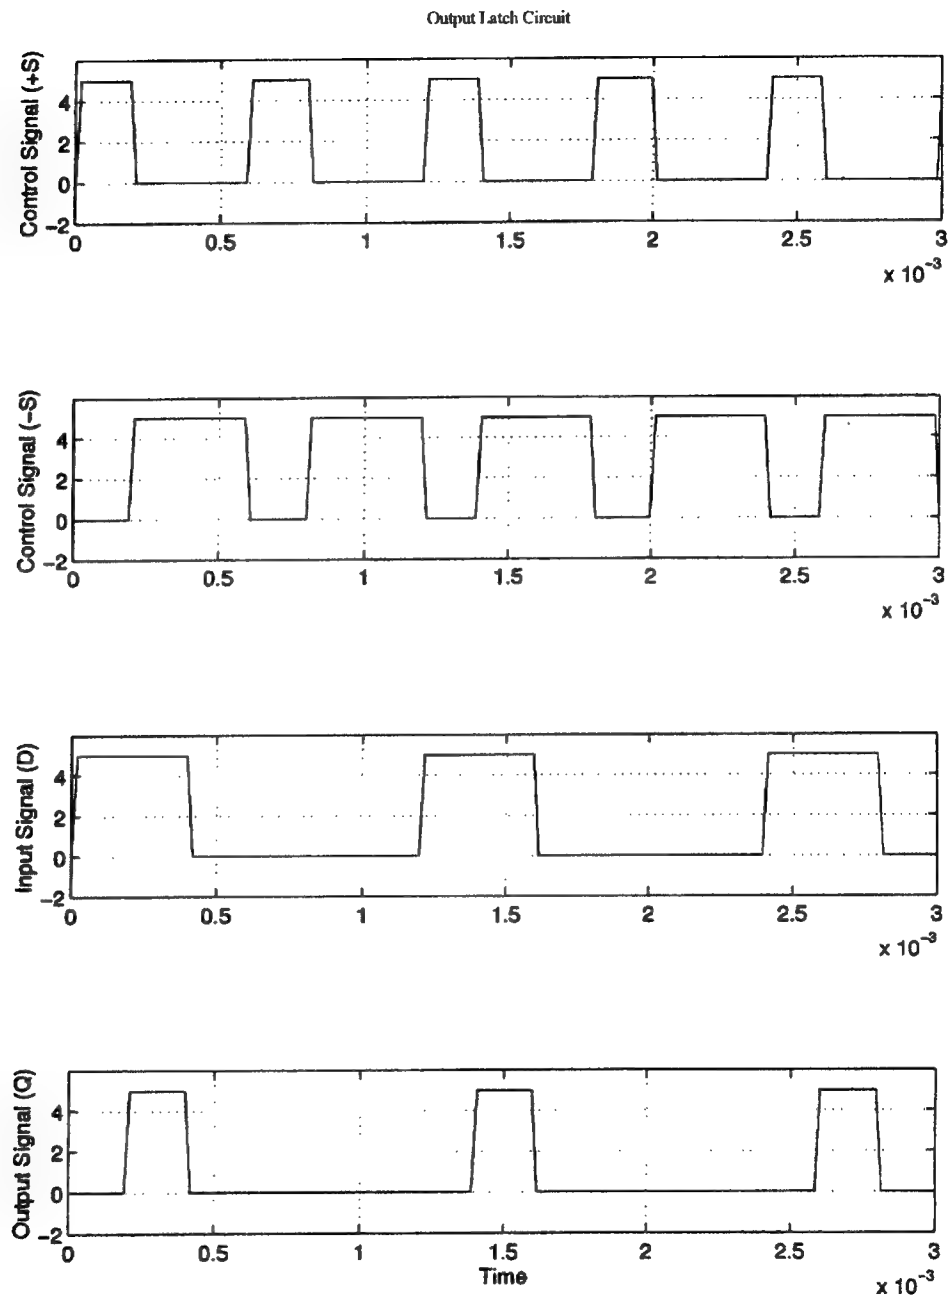 Output Latch Circuit
Control Signal (+S)
4
2
0
−2
0 0.5 1 1.5 2 2.5 3
x 10⁻³
Control Signal (−S)
4
2
0
−2
0 0.5 1 1.5 2 2.5 3
x 10⁻³
Input Signal (D)
4
2
0
−2
0 0.5 1 1.5 2 2.5 3
x 10⁻³
Output Signal (Q)
4
2
0
−2
0 0.5 1 1.5 2 2.5 3
Time
x 10⁻³